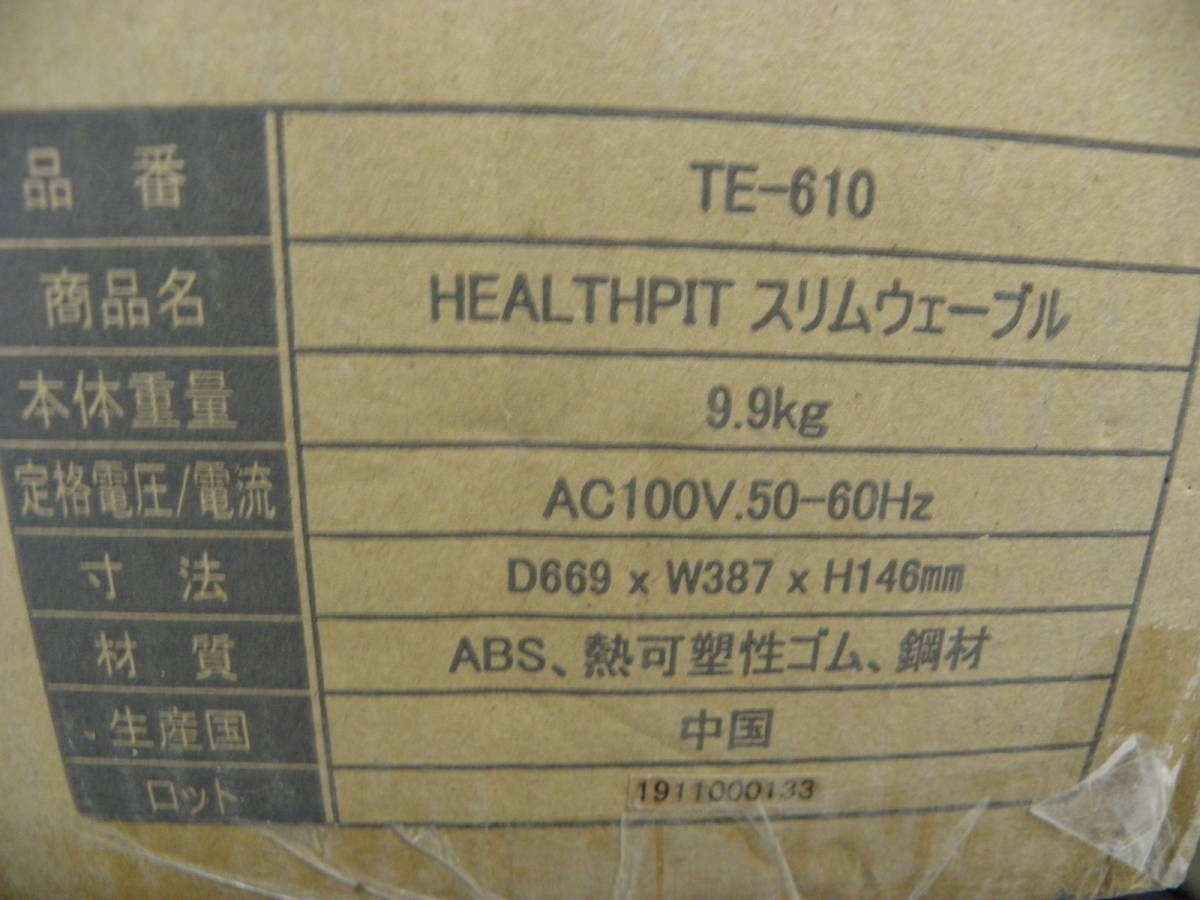 品番 TE-610
商品名 HEALTHPIT スリムウェーブル
本体重量 9.9kg
定格電圧/電流 AC100V.50-60Hz
寸法 D669 x W387 x H146mm
材質 ABS、熱可塑性ゴム、鋼材
生産国 中国
ロット 1911000133